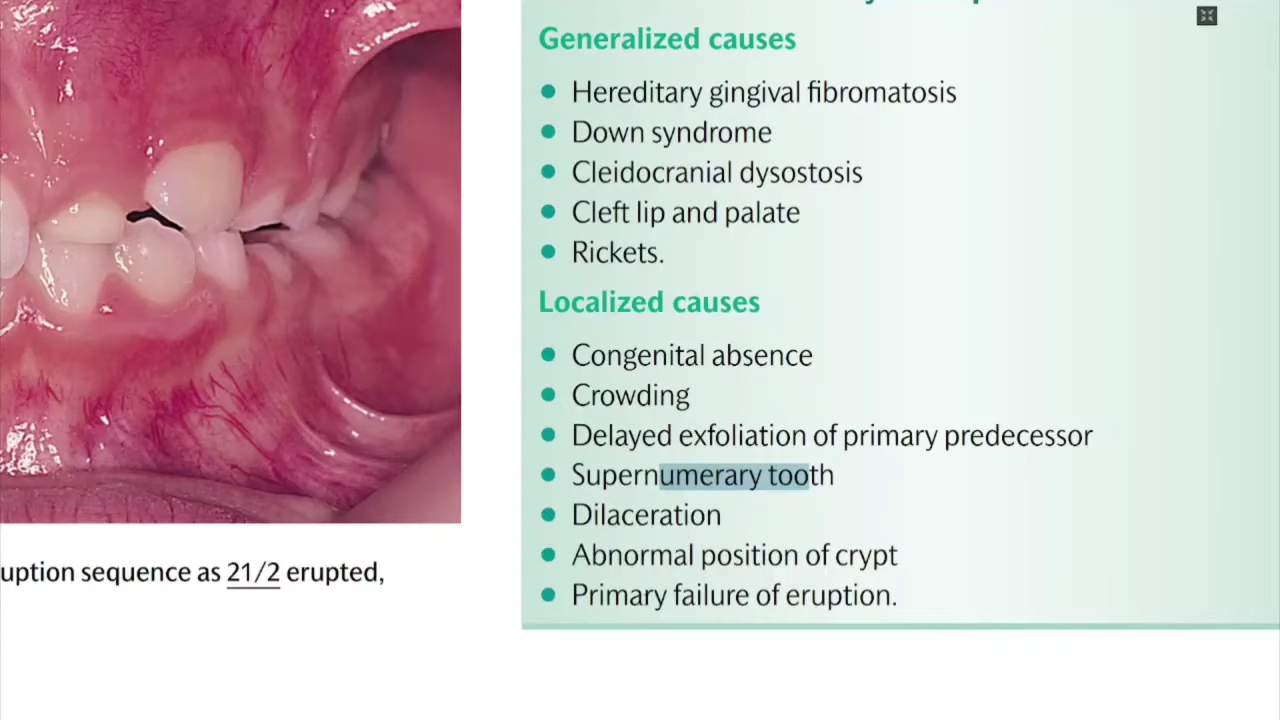 Generalized causes
• Hereditary gingival fibromatosis
• Down syndrome
• Cleidocranial dysostosis
• Cleft lip and palate
• Rickets.
Localized causes
• Congenital absence
• Crowding
• Delayed exfoliation of primary predecessor
• Supernumerary tooth
• Dilaceration
• Abnormal position of crypt
• Primary failure of eruption.
uption sequence as 21/2 erupted,